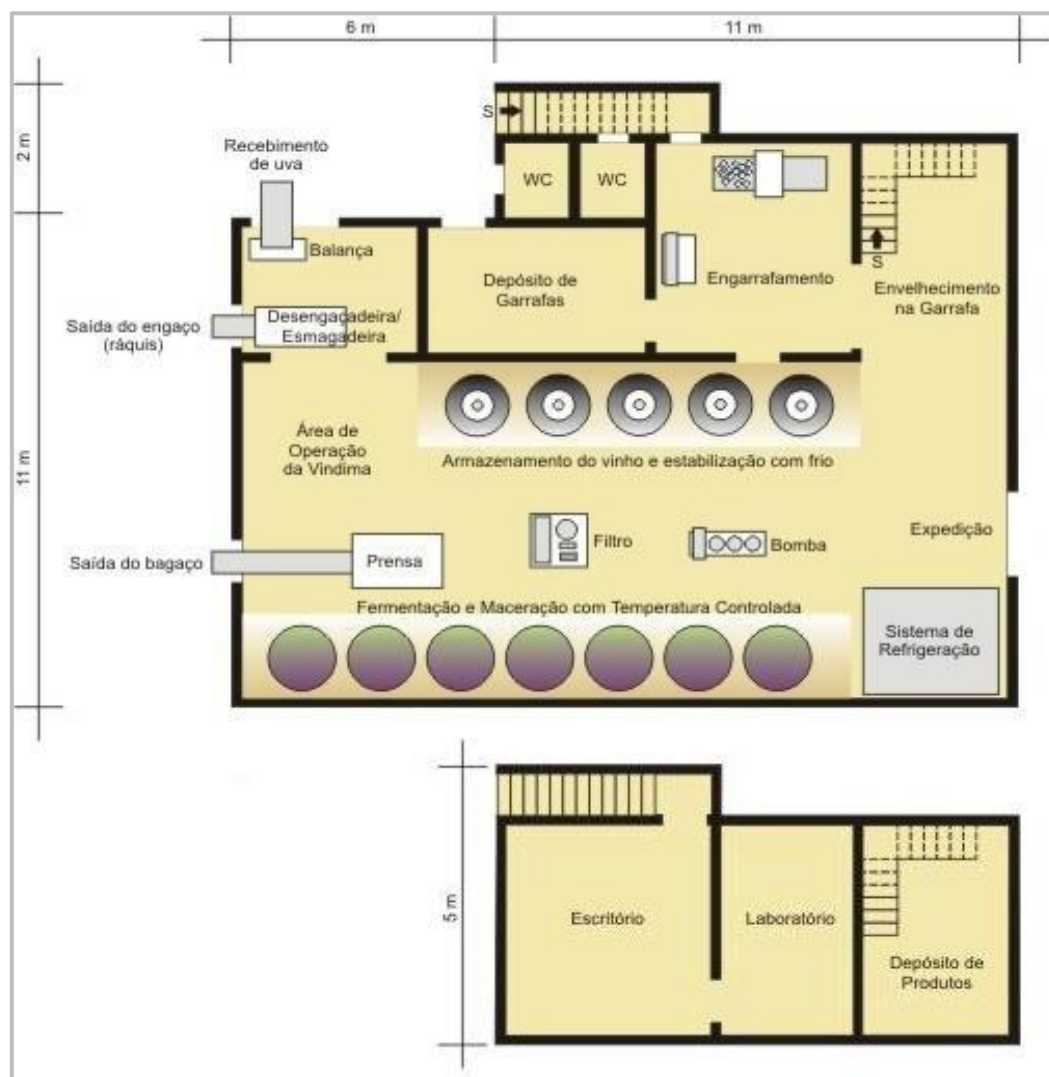 6 m
11 m
2 m
11 m
S
Recebimento
de uva
WC
WC
Balança
Depósito de
Garrafas
Engarrafamento
S
Envelhecimento
na Garrafa
Saída do engaço
(ráquis)
Desengaçadeira/
Esmagadeira
Área de
Operação
da Vindima
Armazenamento do vinho e estabilização com frio
Filtro
Bomba
Expedição
Saída do bagaço
Prensa
Fermentação e Maceração com Temperatura Controlada
Sistema de
Refrigeração
5 m
Escritório
Laboratório
Depósito de
Produtos